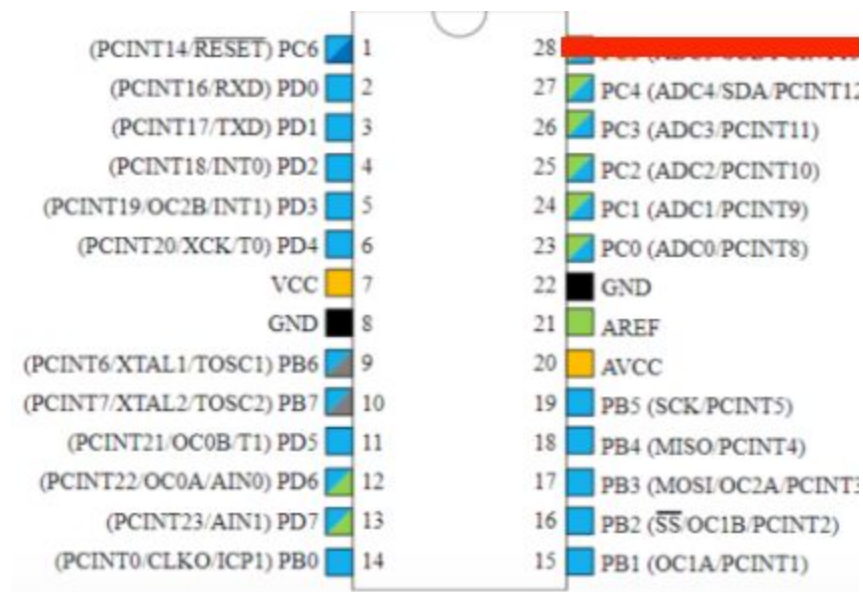 (PCINT14/RESET) PC6 1
(PCINT16/RXD) PD0 2
(PCINT17/TXD) PD1 3
(PCINT18/INT0) PD2 4
(PCINT19/OC2B/INT1) PD3 5
(PCINT20/XCK/T0) PD4 6
VCC 7
GND 8
(PCINT6/XTAL1/TOSC1) PB6 9
(PCINT7/XTAL2/TOSC2) PB7 10
(PCINT21/OC0B/T1) PD5 11
(PCINT22/OC0A/AIN0) PD6 12
(PCINT23/AIN1) PD7 13
(PCINT0/CLKO/ICP1) PB0 14
28
27 PC4 (ADC4/SDA/PCINT12
26 PC3 (ADC3/PCINT11)
25 PC2 (ADC2/PCINT10)
24 PC1 (ADC1/PCINT9)
23 PC0 (ADC0/PCINT8)
22 GND
21 AREF
20 AVCC
19 PB5 (SCK/PCINT5)
18 PB4 (MISO/PCINT4)
17 PB3 (MOSI/OC2A/PCINT3
16 PB2 (SS/OC1B/PCINT2)
15 PB1 (OC1A/PCINT1)